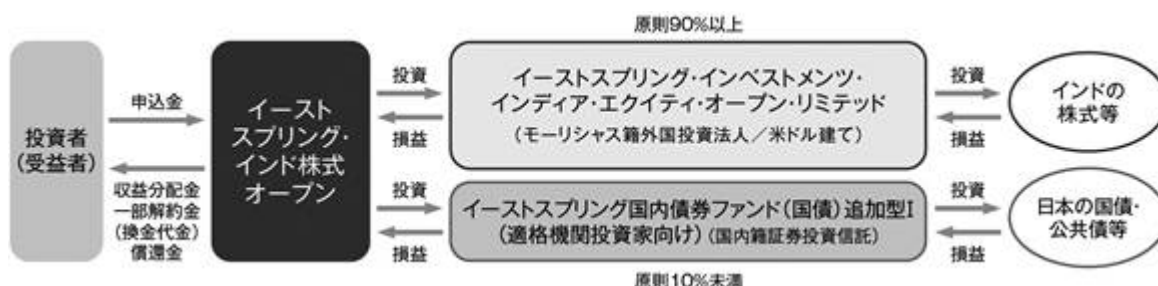 原則90%以上
投資者
(受益者)
申込金
収益分配金
一部解約金
(換金代金)
償還金
イースト
スプリング・
インド株式
オープン
投資
損益
イーストスプリング・インベストメンツ・
インディア・エクイティ・オープン・リミテッド
(モーリシャス籍外国投資法人/米ドル建て)
投資
損益
インドの
株式等
投資
損益
イーストスプリング国内債券ファンド(国債)追加型I
(適格機関投資家向け)(国内籍証券投資信託)
投資
損益
日本の国債・
公共債等
原則10%未満